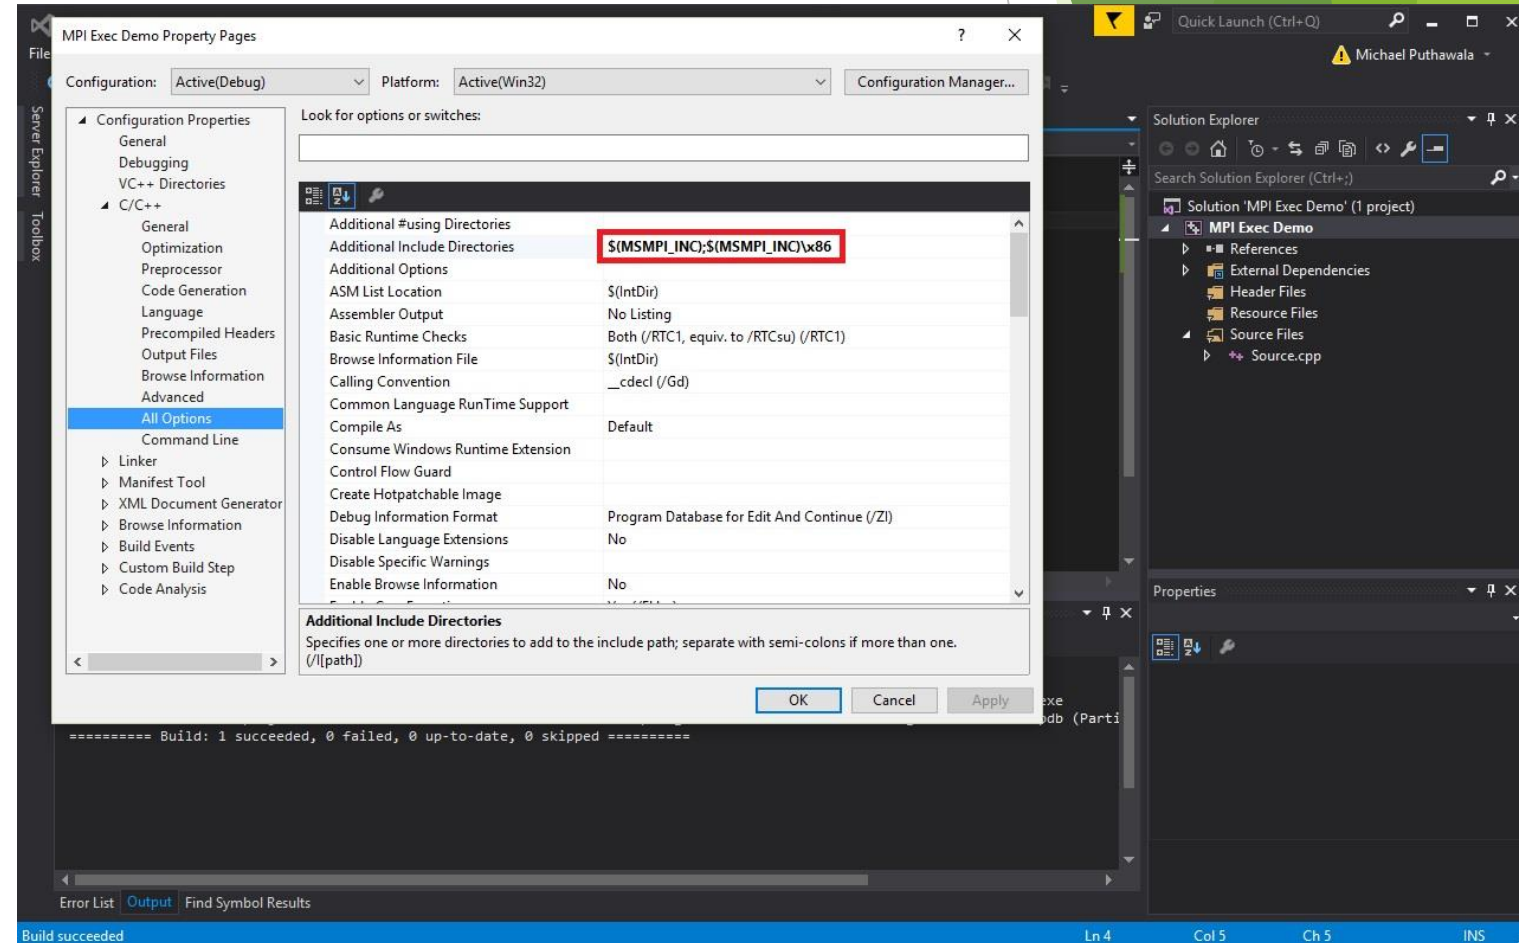 MPI Exec Demo Property Pages
?
Quick Launch (Ctrl+Q)
File
Michael Puthawala
Configuration: Active(Debug) Platform: Active(Win32) Configuration Manager...
Server Explorer
Toolbox
Configuration Properties
General
Debugging
VC++ Directories
C/C++
General
Optimization
Preprocessor
Code Generation
Language
Precompiled Headers
Output Files
Browse Information
Advanced
All Options
Command Line
Linker
Manifest Tool
XML Document Generator
Browse Information
Build Events
Custom Build Step
Code Analysis
Look for options or switches:
Additional #using Directories
Additional Include Directories $(MSMPI_INC);$(MSMPI_INC)\x86
Additional Options
ASM List Location $(IntDir)
Assembler Output No Listing
Basic Runtime Checks Both (/RTC1, equiv. to /RTCsu) (/RTC1)
Browse Information File $(IntDir)
Calling Convention __cdecl (/Gd)
Common Language RunTime Support
Compile As Default
Consume Windows Runtime Extension
Control Flow Guard
Create Hotpatchable Image
Debug Information Format Program Database for Edit And Continue (/ZI)
Disable Language Extensions No
Disable Specific Warnings
Enable Browse Information No
Additional Include Directories
Specifies one or more directories to add to the include path; separate with semi-colons if more than one.
(/I[path])
OK Cancel Apply
Solution Explorer
Search Solution Explorer (Ctrl+;)
Solution 'MPI Exec Demo' (1 project)
MPI Exec Demo
References
External Dependencies
Header Files
Resource Files
Source Files
Source.cpp
Properties
exe
pdb (Parti
========== Build: 1 succeeded, 0 failed, 0 up-to-date, 0 skipped ==========
Error List Output Find Symbol Results
Build succeeded Ln 4 Col 5 Ch 5 INS